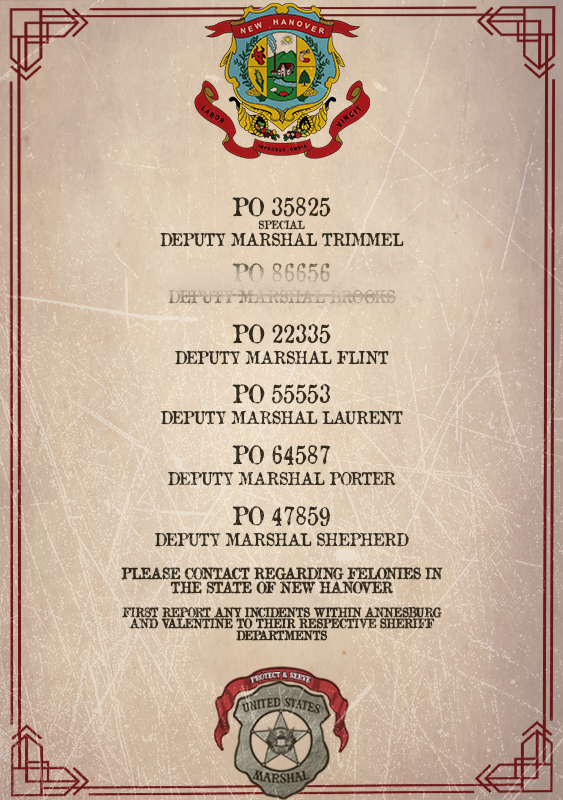 NEW HANOVER
LABOR
VINCIT
IMPROBUS OMNIA
PO 35825
SPECIAL
DEPUTY MARSHAL TRIMMEL
PO 86656
DEPUTY MARSHAL BROOKS
PO 22335
DEPUTY MARSHAL FLINT
PO 55553
DEPUTY MARSHAL LAURENT
PO 64587
DEPUTY MARSHAL PORTER
PO 47859
DEPUTY MARSHAL SHEPHERD
PLEASE CONTACT REGARDING FELONIES IN
THE STATE OF NEW HANOVER
FIRST REPORT ANY INCIDENTS WITHIN ANNESBURG
AND VALENTINE TO THEIR RESPECTIVE SHERIFF
DEPARTMENTS
PROTECT & SERVE
UNITED STATES
MARSHAL